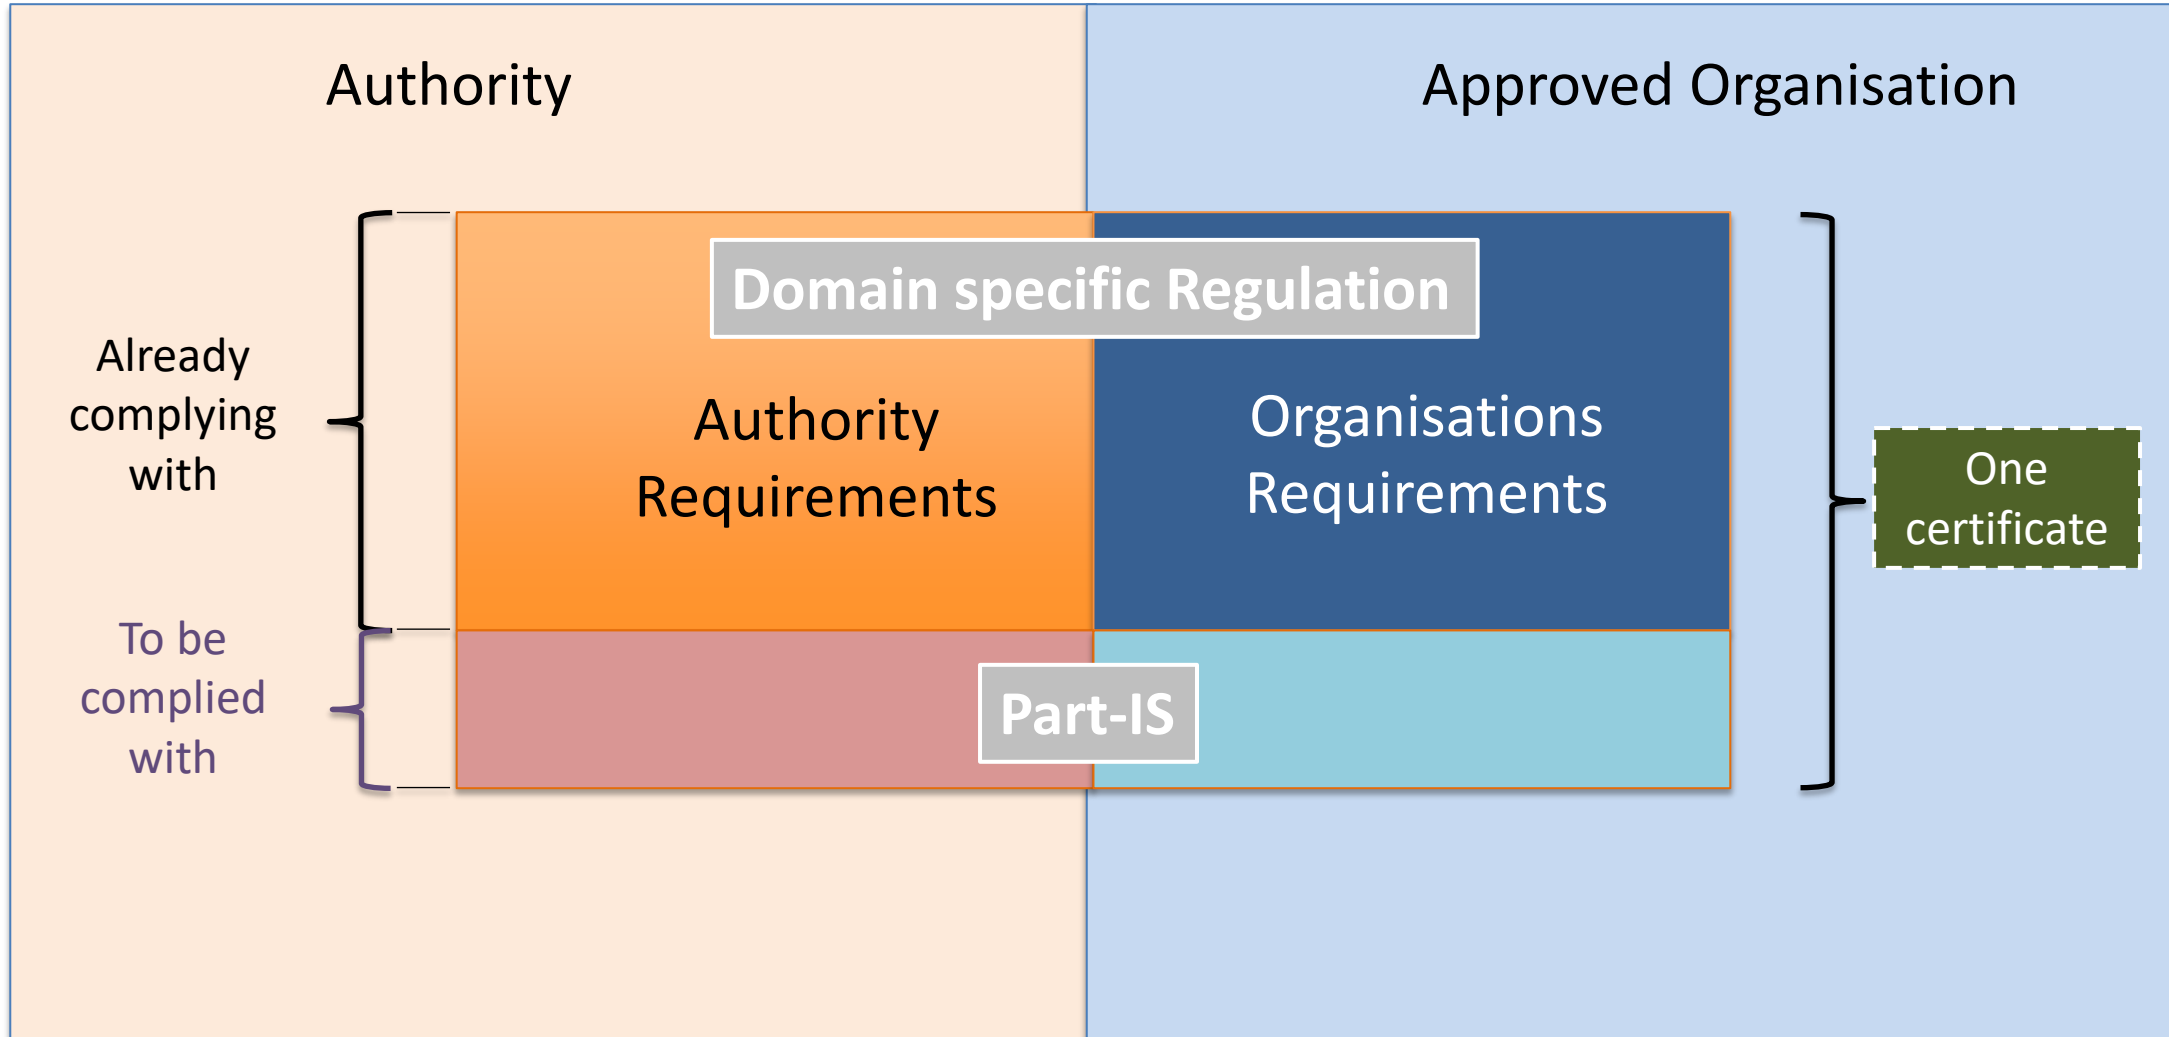 Authority
Approved Organisation
Domain specific Regulation
Already
complying
with
Authority
Requirements
Organisations
Requirements
One
certificate
To be
complied
with
Part-IS